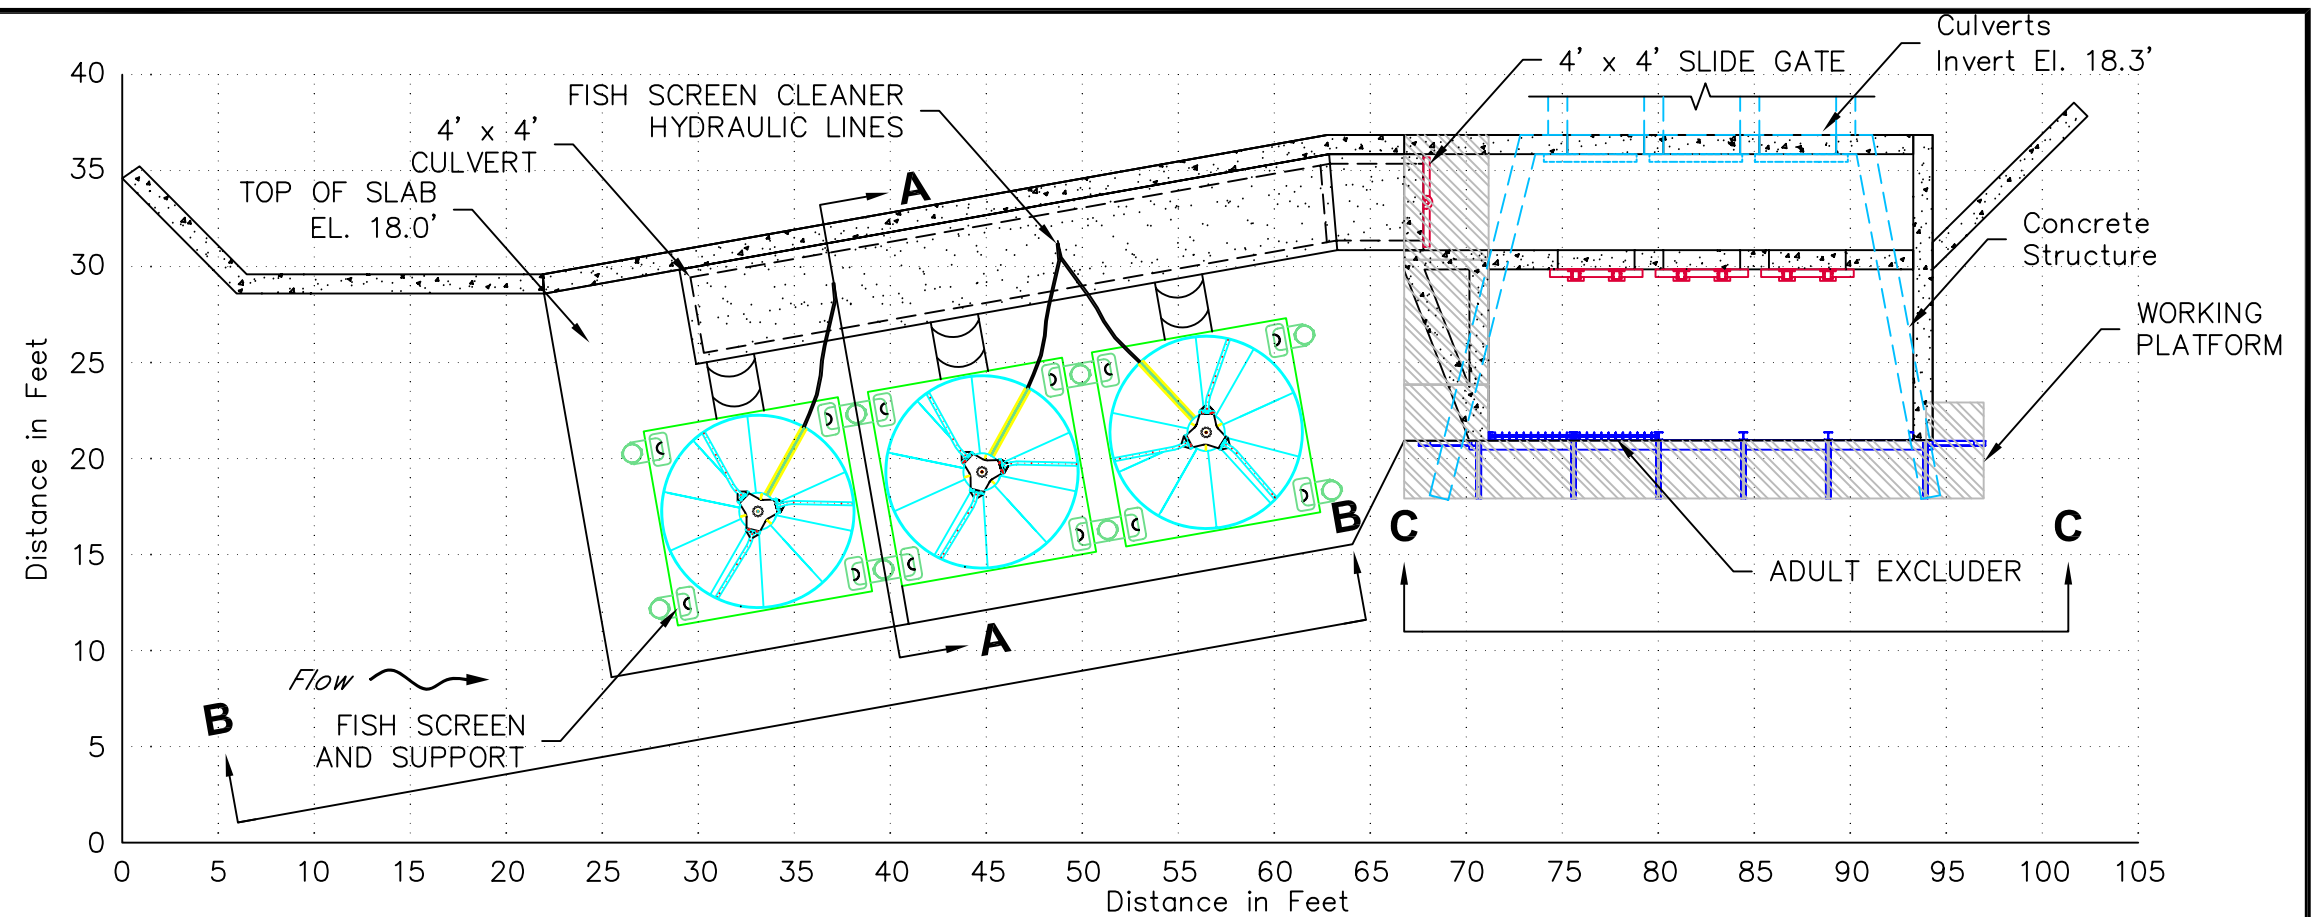 Culverts
Invert El. 18.3'
4' x 4' SLIDE GATE
FISH SCREEN CLEANER
HYDRAULIC LINES
4' x 4'
CULVERT
TOP OF SLAB
EL. 18.0'
A
Concrete
Structure
WORKING
PLATFORM
B
C
C
ADULT EXCLUDER
A
Flow
B
FISH SCREEN
AND SUPPORT
Distance in Feet
40
35
30
25
20
15
10
5
0
0 5 10 15 20 25 30 35 40 45 50 55 60 65 70 75 80 85 90 95 100 105
Distance in Feet